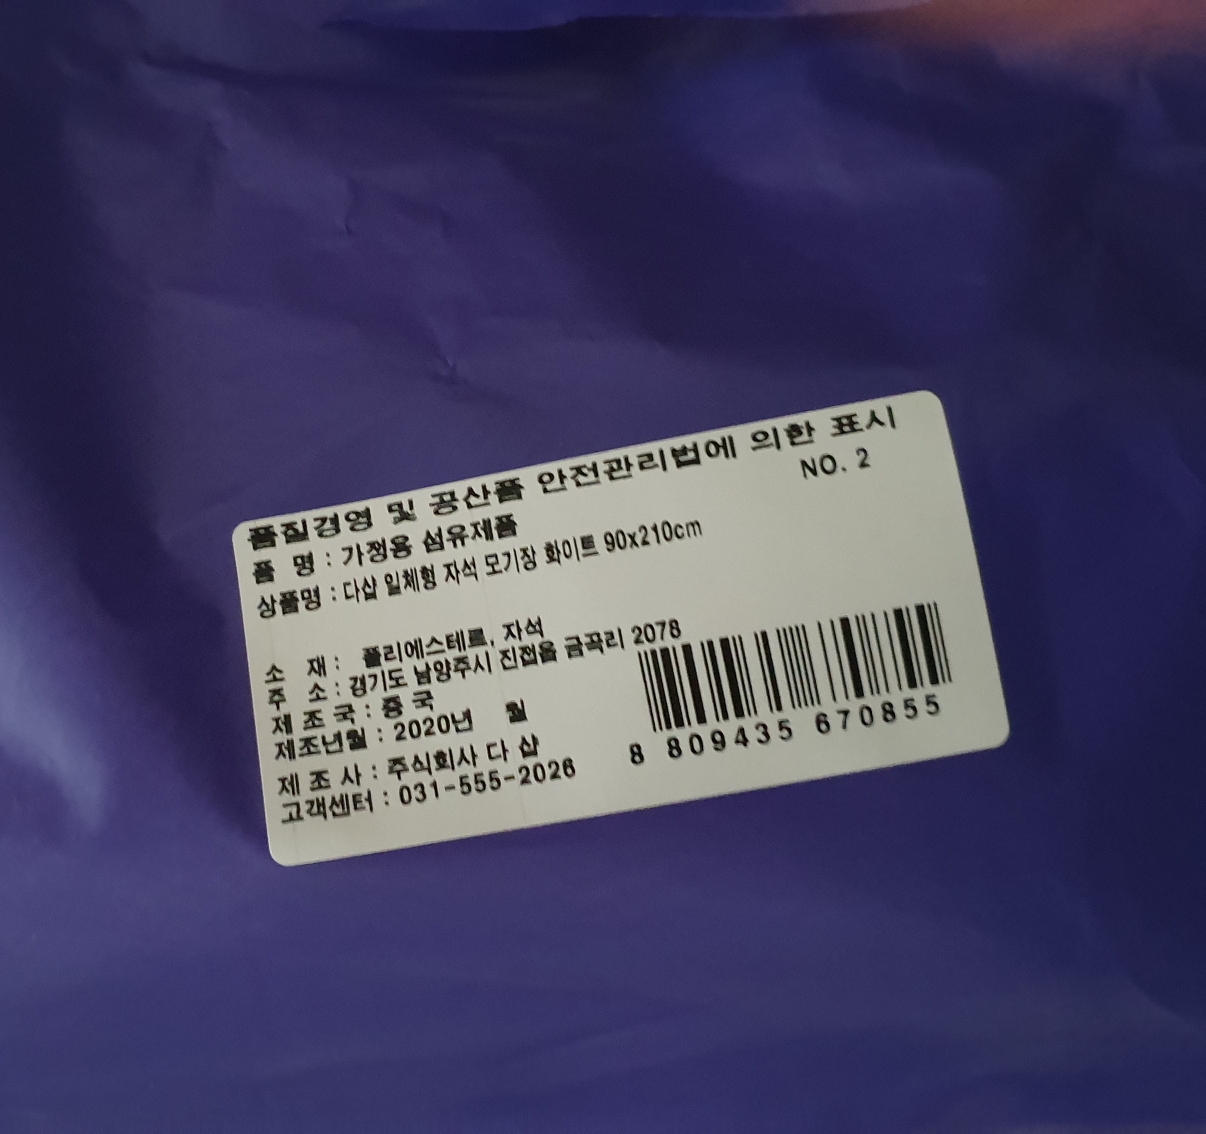 품질경영 및 공산품 안전관리법에 의한 표시
NO. 2
품 명 : 가정용 섬유제품
상품명 : 다샵 일체형 자석 모기장 화이트 90x210cm
소 재 : 폴리에스테르, 자석
주 소 : 경기도 남양주시 진접읍 금곡리 2078
제 조 국 : 중 국
제조년월 : 2020년 월
제 조 사 : 주식회사 다 샵
고객센터 : 031-555-2026
8 809435 670855